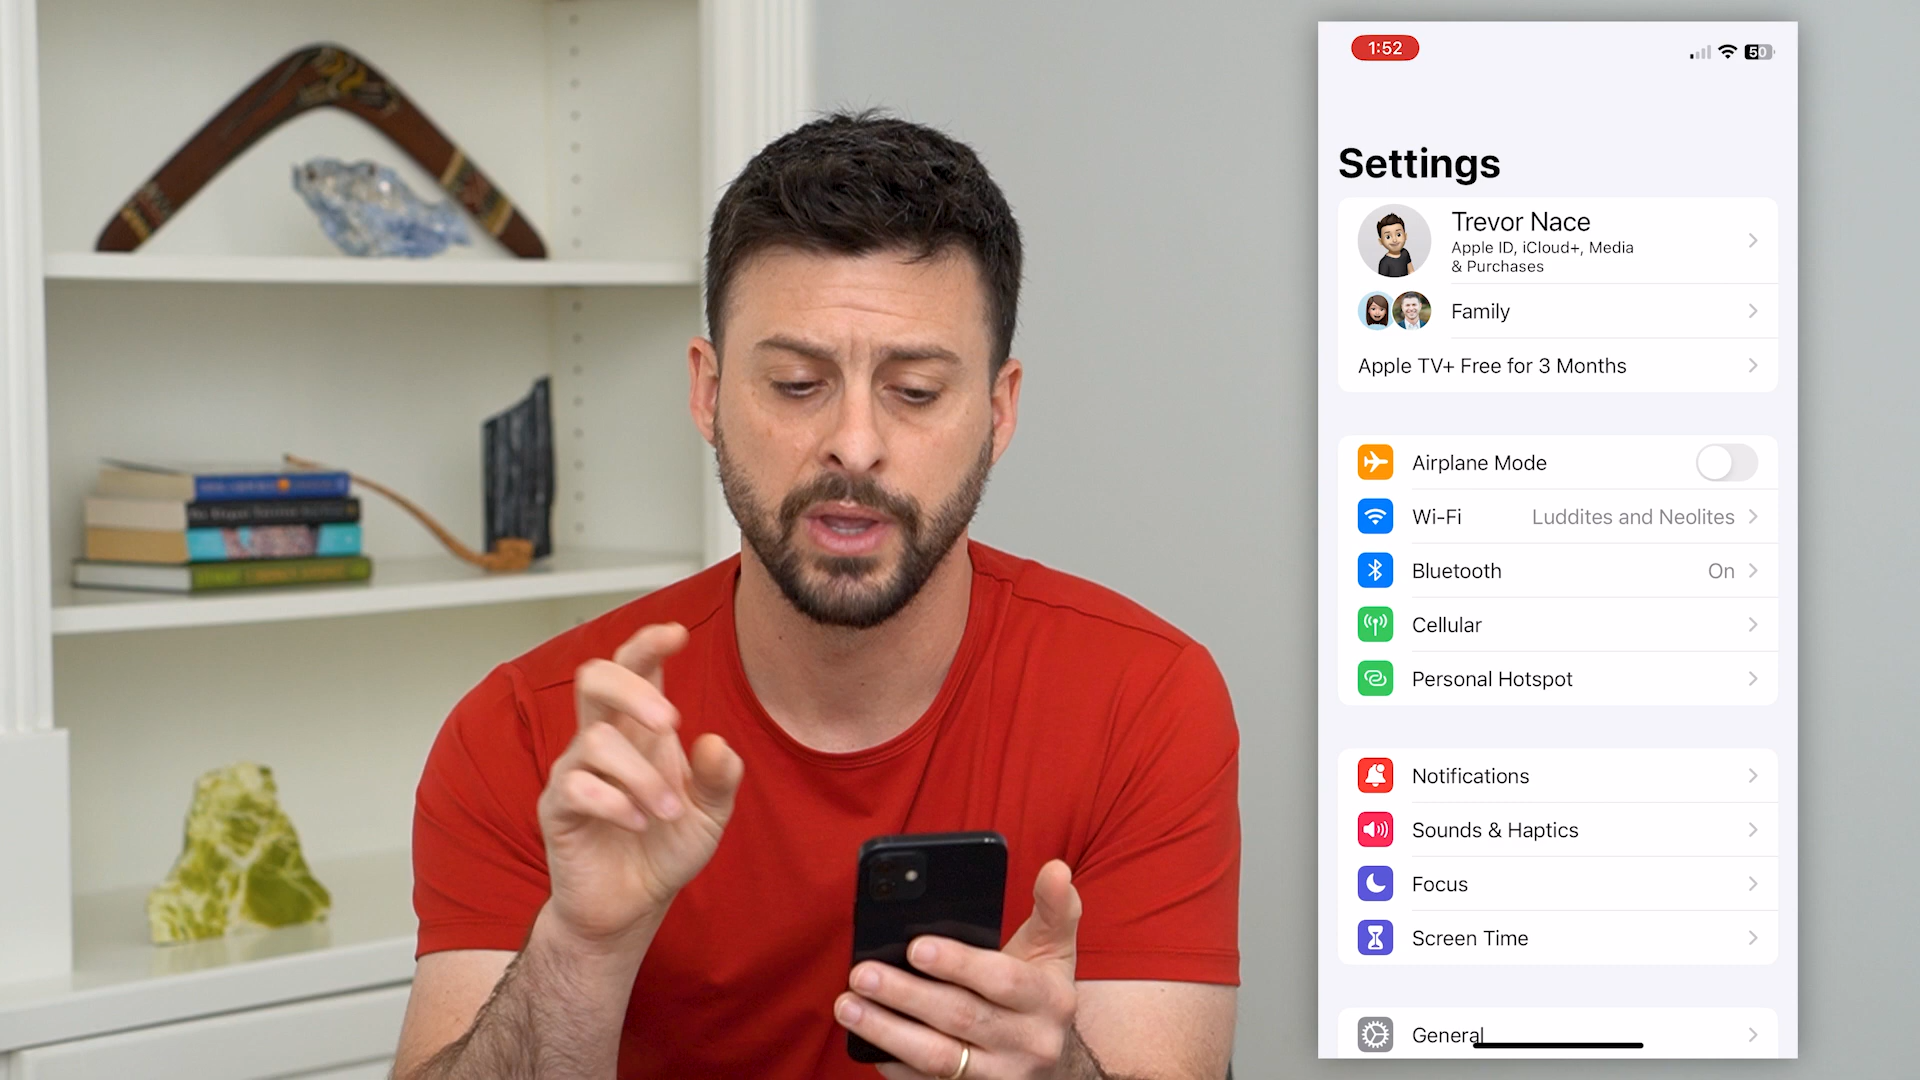 1:52
50
Settings
Trevor Nace
Apple ID, iCloud+, Media
& Purchases
Family
Apple TV+ Free for 3 Months
Airplane Mode
Wi-Fi Luddites and Neolites
Bluetooth On
Cellular
Personal Hotspot
Notifications
Sounds & Haptics
Focus
Screen Time
General